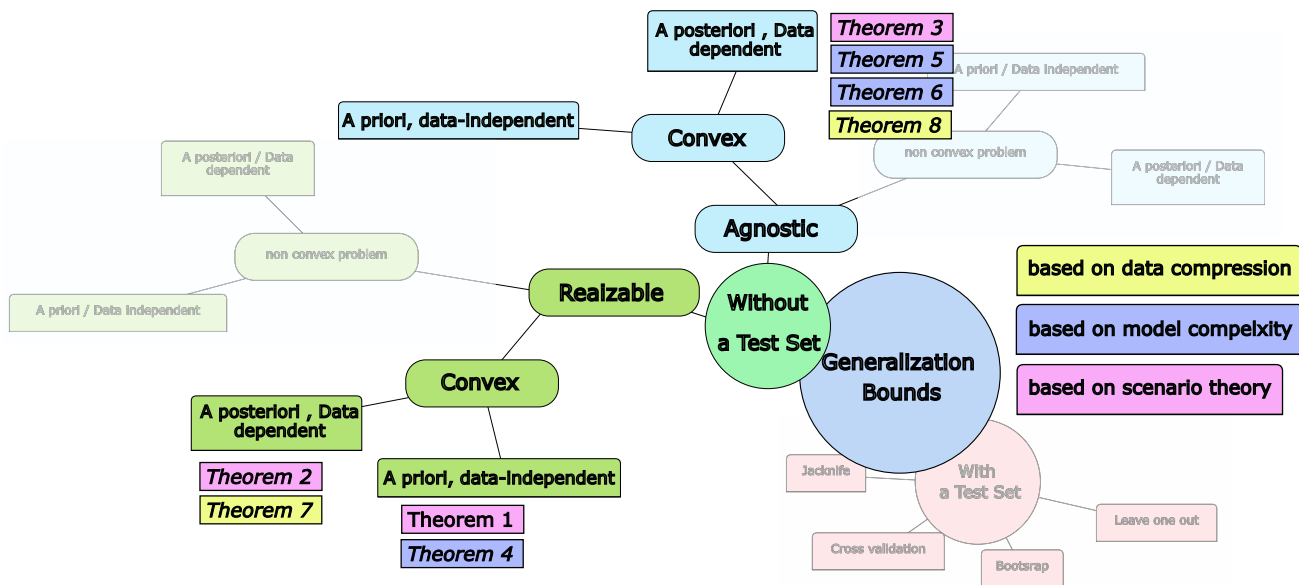 A posteriori , Data
dependent
Theorem 3
Theorem 5
Theorem 6
Theorem 8
A priori / Data Independent
A priori, data-independent
Convex
non convex problem
A posteriori / Data
dependent
A posteriori / Data
dependent
Agnostic
non convex problem
Realzable
A priori / Data Independent
Without
a Test Set
Generalization
Bounds
based on data compression
based on model compelxity
based on scenario theory
Convex
A posteriori , Data
dependent
Theorem 2
Theorem 7
A priori, data-independent
Theorem 1
Theorem 4
Jacknife
With
a Test Set
Leave one out
Cross validation
Bootsrap